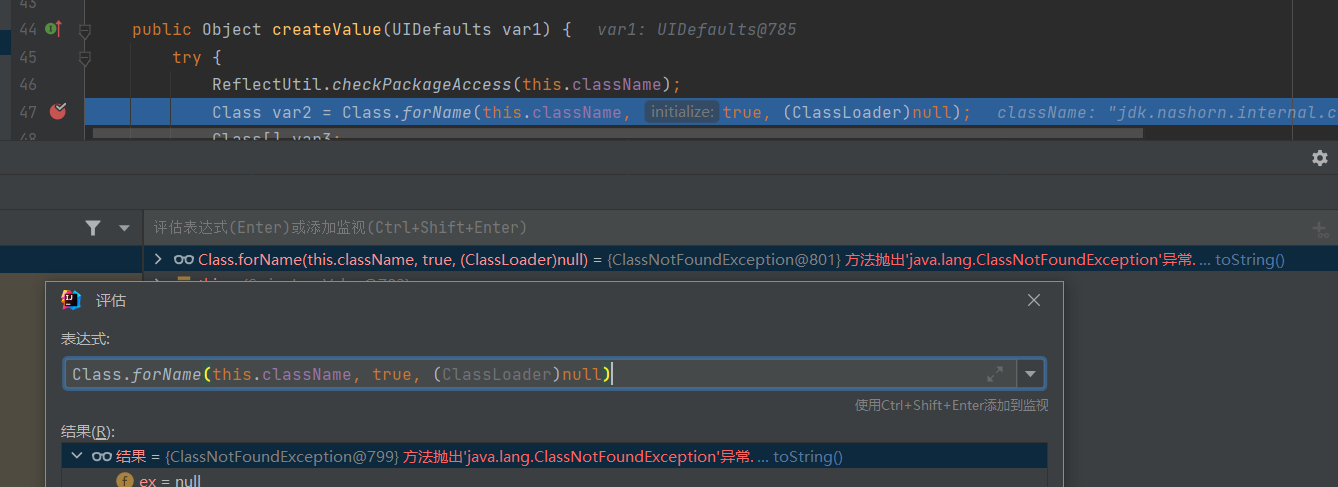 43
44 public Object createValue(UIDefaults var1) { var1: UIDefaults@785
45 try {
46 ReflectUtil.checkPackageAccess(this.className);
47 Class var2 = Class.forName(this.className, initialize: true, (ClassLoader)null); className: "jdk.nashorn.internal.c
48 Class[] var3;
评估表达式(Enter)或添加监视(Ctrl+Shift+Enter)
Class.forName(this.className, true, (ClassLoader)null) = {ClassNotFoundException@801} 方法抛出'java.lang.ClassNotFoundException'异常. ... toString()
评估
表达式:
Class.forName(this.className, true, (ClassLoader)null)
使用Ctrl+Shift+Enter添加到监视
结果(R):
结果 = {ClassNotFoundException@799} 方法抛出'java.lang.ClassNotFoundException'异常. ... toString()
f ex = null